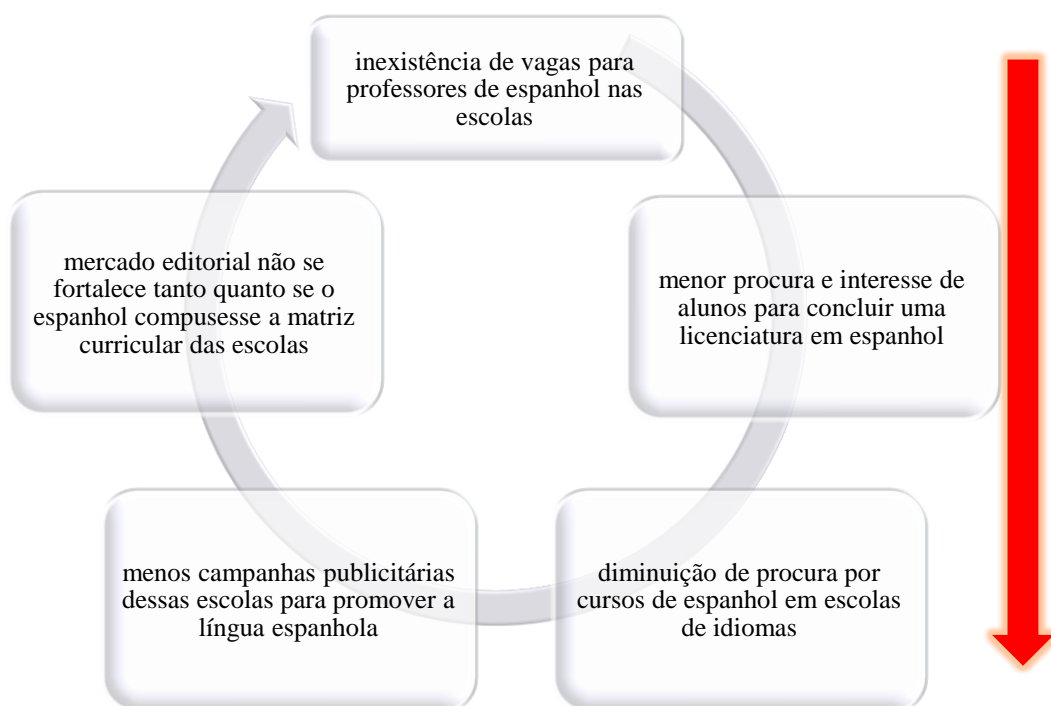 inexistência de vagas para
professores de espanhol nas
escolas
menor procura e interesse de
alunos para concluir uma
licenciatura em espanhol
diminuição de procura por
cursos de espanhol em escolas
de idiomas
menos campanhas publicitárias
dessas escolas para promover a
língua espanhola
mercado editorial não se
fortalece tanto quanto se o
espanhol compusesse a matriz
curricular das escolas